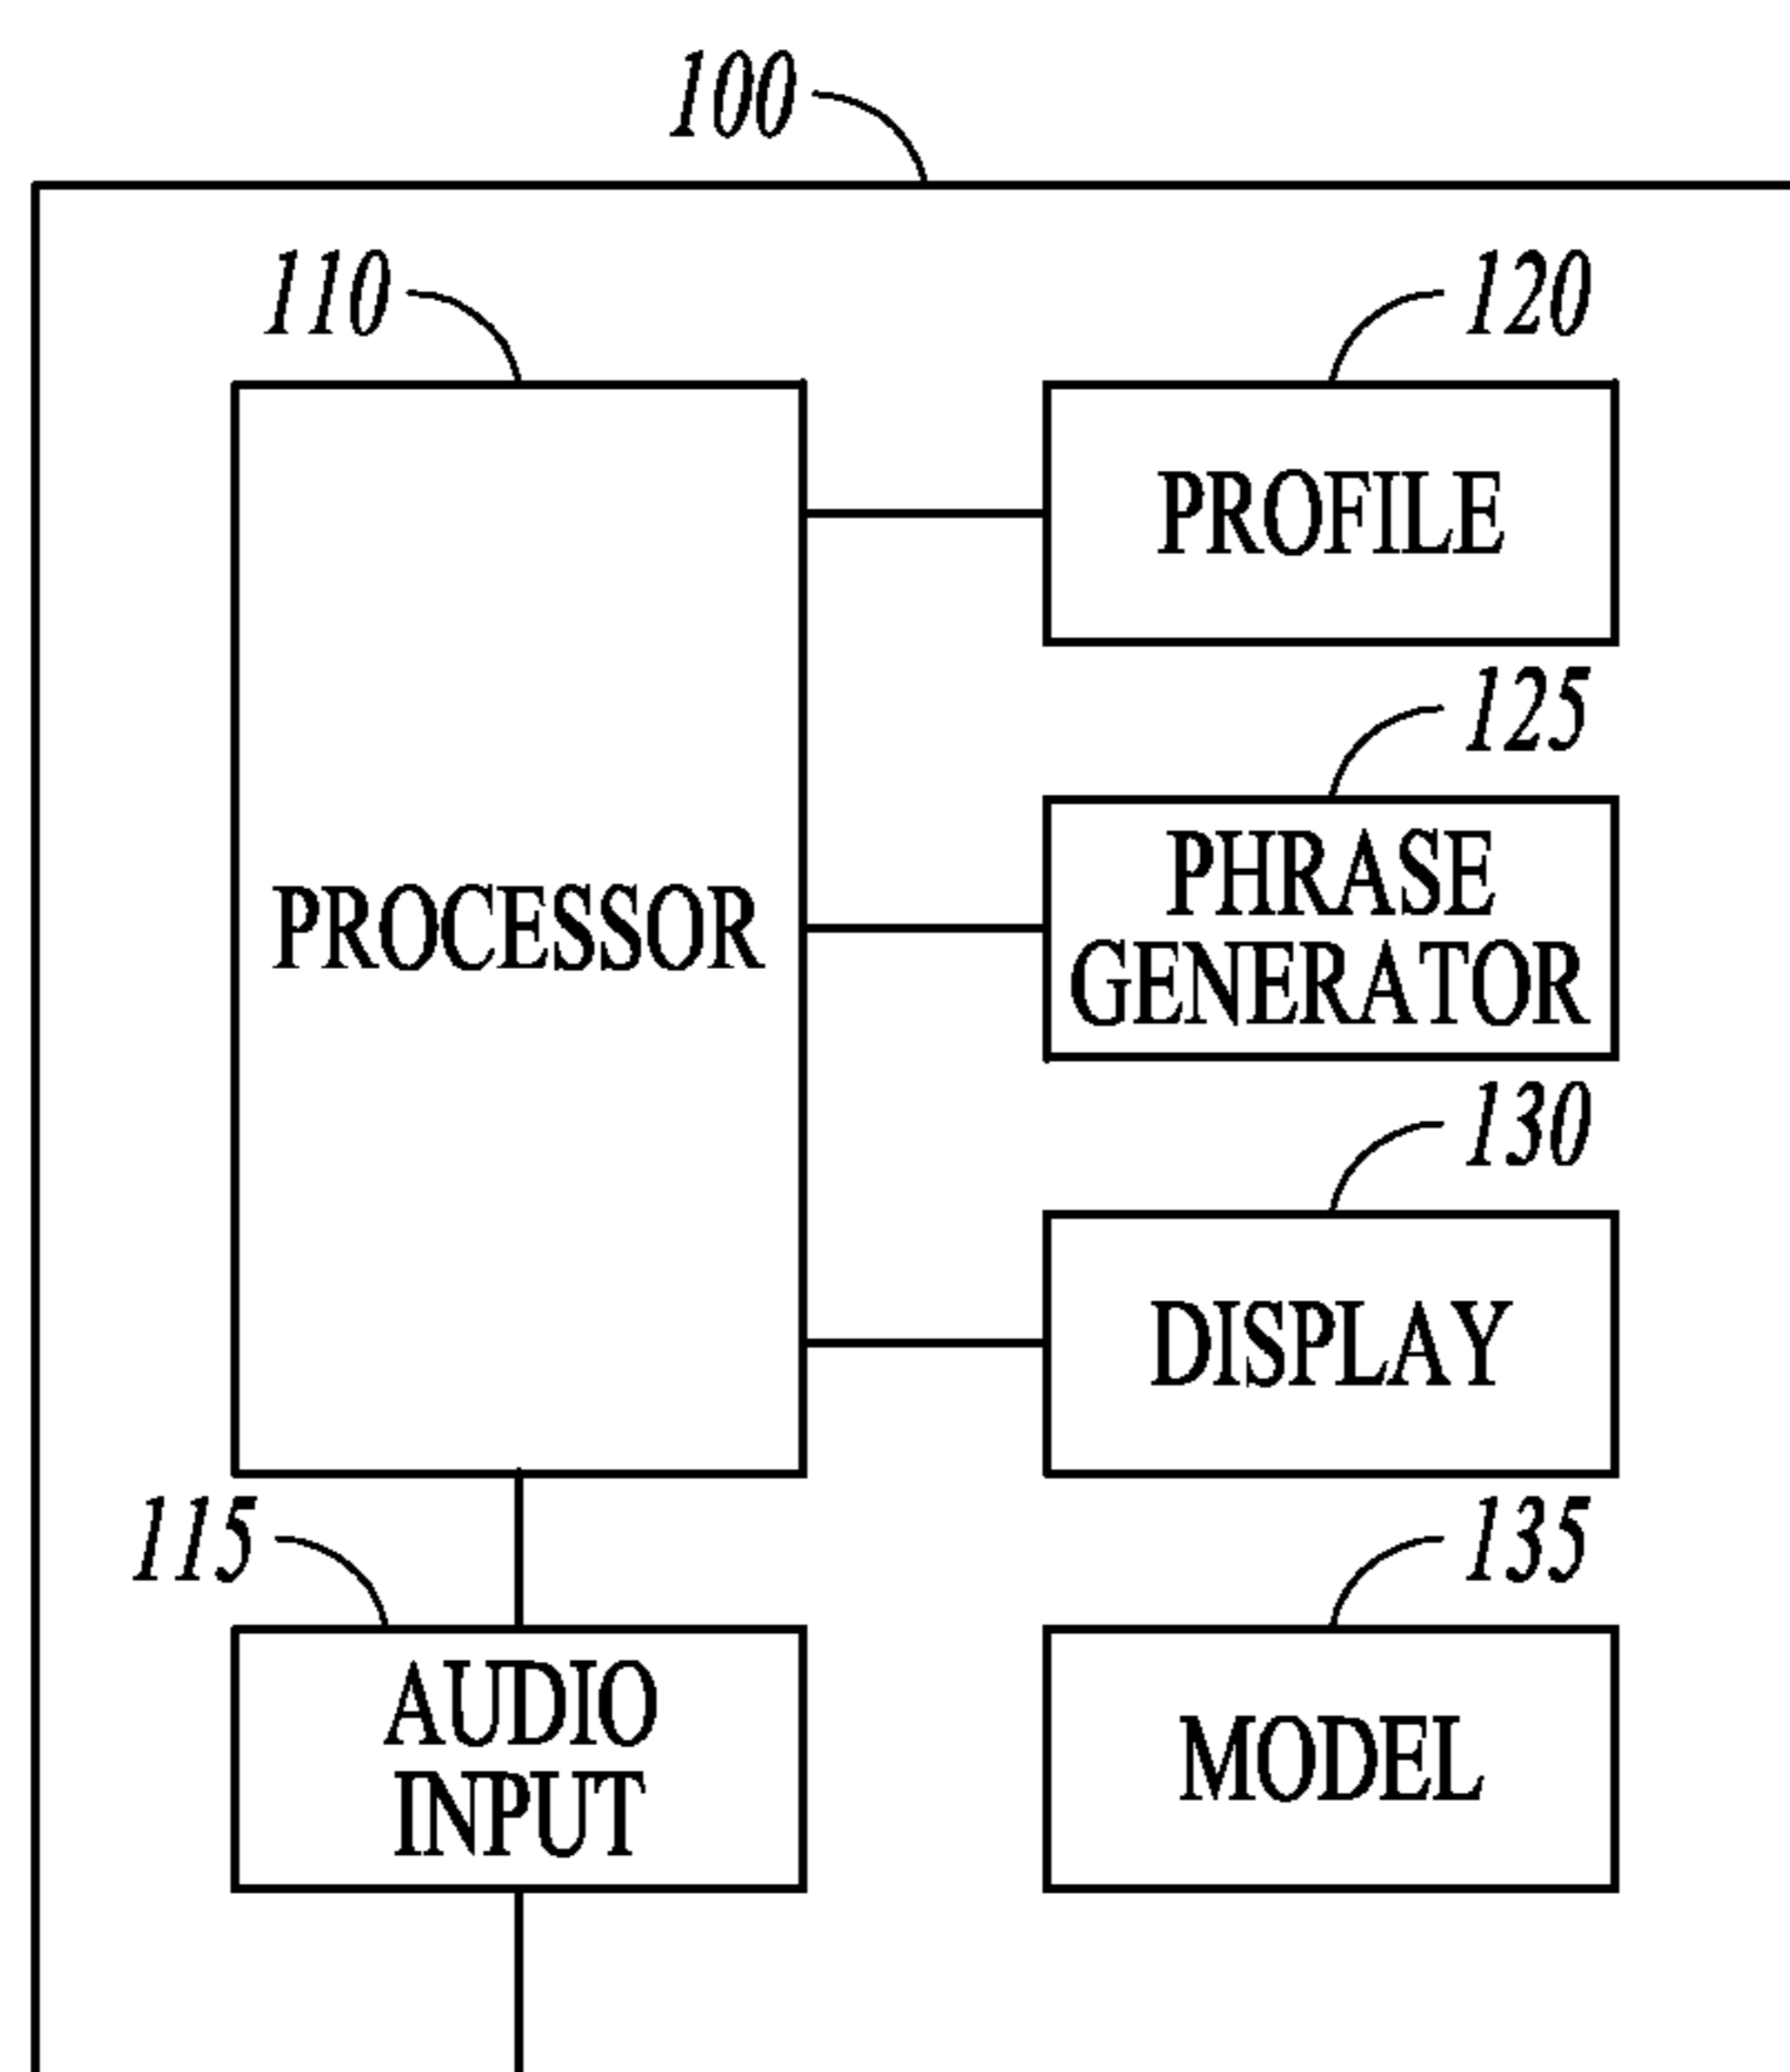 100
110
120
PROFILE
125
PROCESSOR
PHRASE
GENERATOR
130
DISPLAY
115
135
AUDIO
INPUT
MODEL